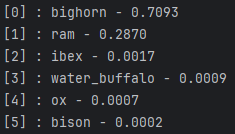 [0] : bighorn - 0.7093
[1] : ram - 0.2870
[2] : ibex - 0.0017
[3] : water_buffalo - 0.0009
[4] : ox - 0.0007
[5] : bison - 0.0002